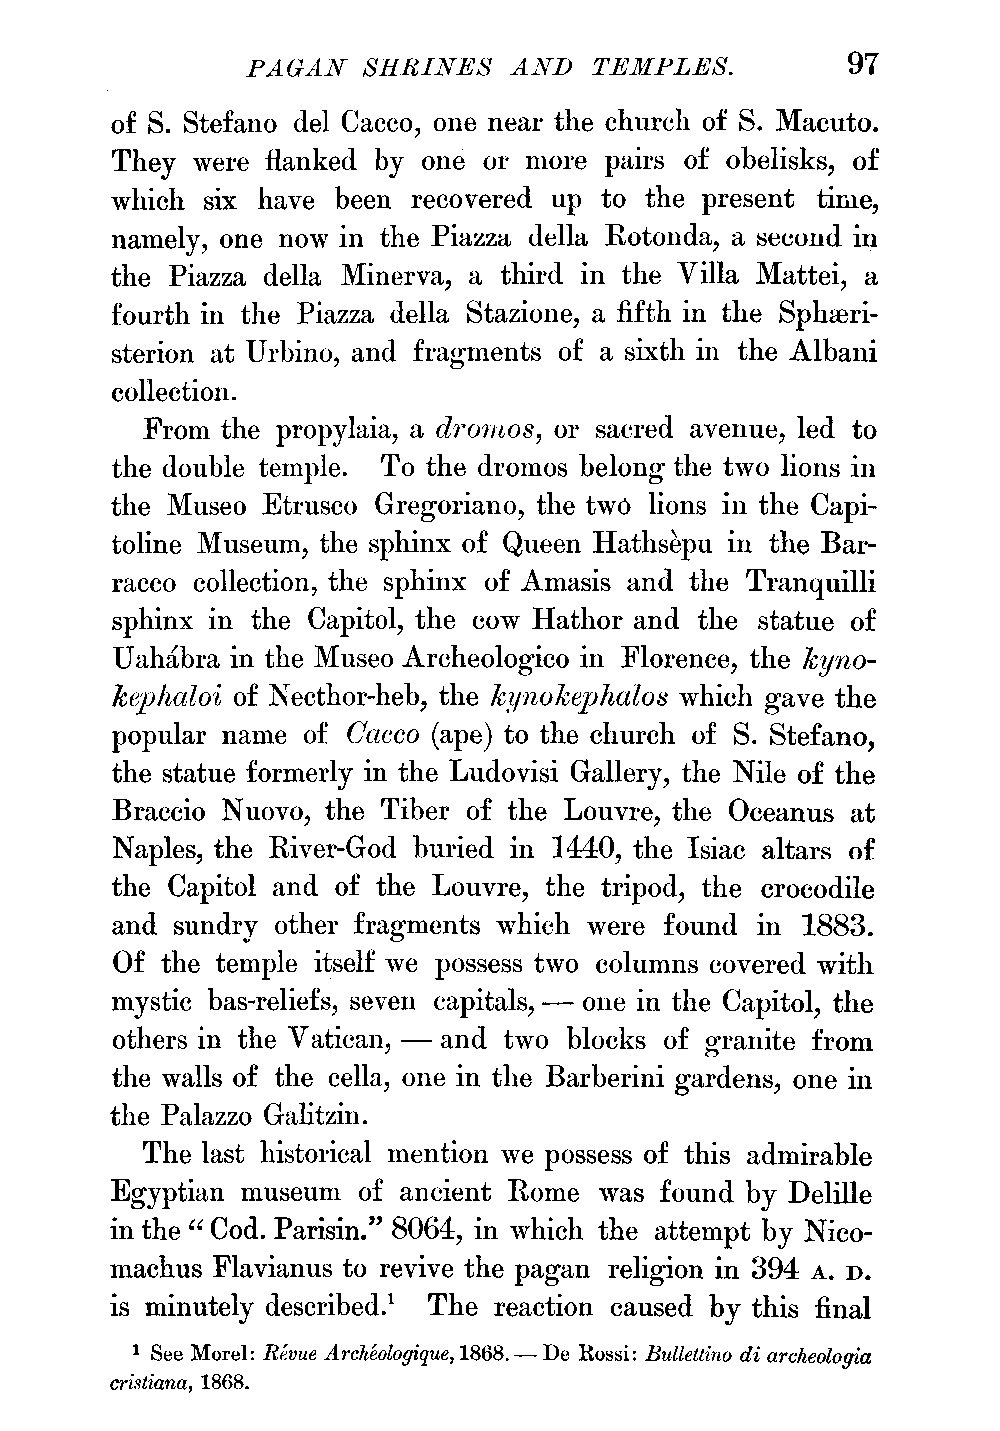 PAGAN SHRINES AND TEMPLES. 97
of S. Stefano del Cacco, one near the church of S. Macuto.
They were flanked by one or more pairs of obelisks, of
which six have been recovered up to the present time,
namely, one now in the Piazza della Rotonda, a second in
the Piazza della Minerva, a third in the Villa Mattei, a
fourth in the Piazza della Stazione, a fifth in the Sphæri-
sterion at Urbino, and fragments of a sixth in the Albani
collection.
From the propylaia, a dromos, or sacred avenue, led to
the double temple. To the dromos belong the two lions in
the Museo Etrusco Gregoriano, the two lions in the Capi-
toline Museum, the sphinx of Queen Hathsèpu in the Bar-
racco collection, the sphinx of Amasis and the Tranquilli
sphinx in the Capitol, the cow Hathor and the statue of
Uahábra in the Museo Archeologico in Florence, the kyno-
kephaloi of Necthor-heb, the kynokephalos which gave the
popular name of Cacco (ape) to the church of S. Stefano,
the statue formerly in the Ludovisi Gallery, the Nile of the
Braccio Nuovo, the Tiber of the Louvre, the Oceanus at
Naples, the River-God buried in 1440, the Isiac altars of
the Capitol and of the Louvre, the tripod, the crocodile
and sundry other fragments which were found in 1883.
Of the temple itself we possess two columns covered with
mystic bas-reliefs, seven capitals, — one in the Capitol, the
others in the Vatican, — and two blocks of granite from
the walls of the cella, one in the Barberini gardens, one in
the Palazzo Galitzin.
The last historical mention we possess of this admirable
Egyptian museum of ancient Rome was found by Delille
in the “ Cod. Parisin.” 8064, in which the attempt by Nico-
machus Flavianus to revive the pagan religion in 394 A. D.
is minutely described.¹ The reaction caused by this final
¹ See Morel: Révue Archéologique, 1868. — De Rossi: Bullettino di archeologia
cristiana, 1868.